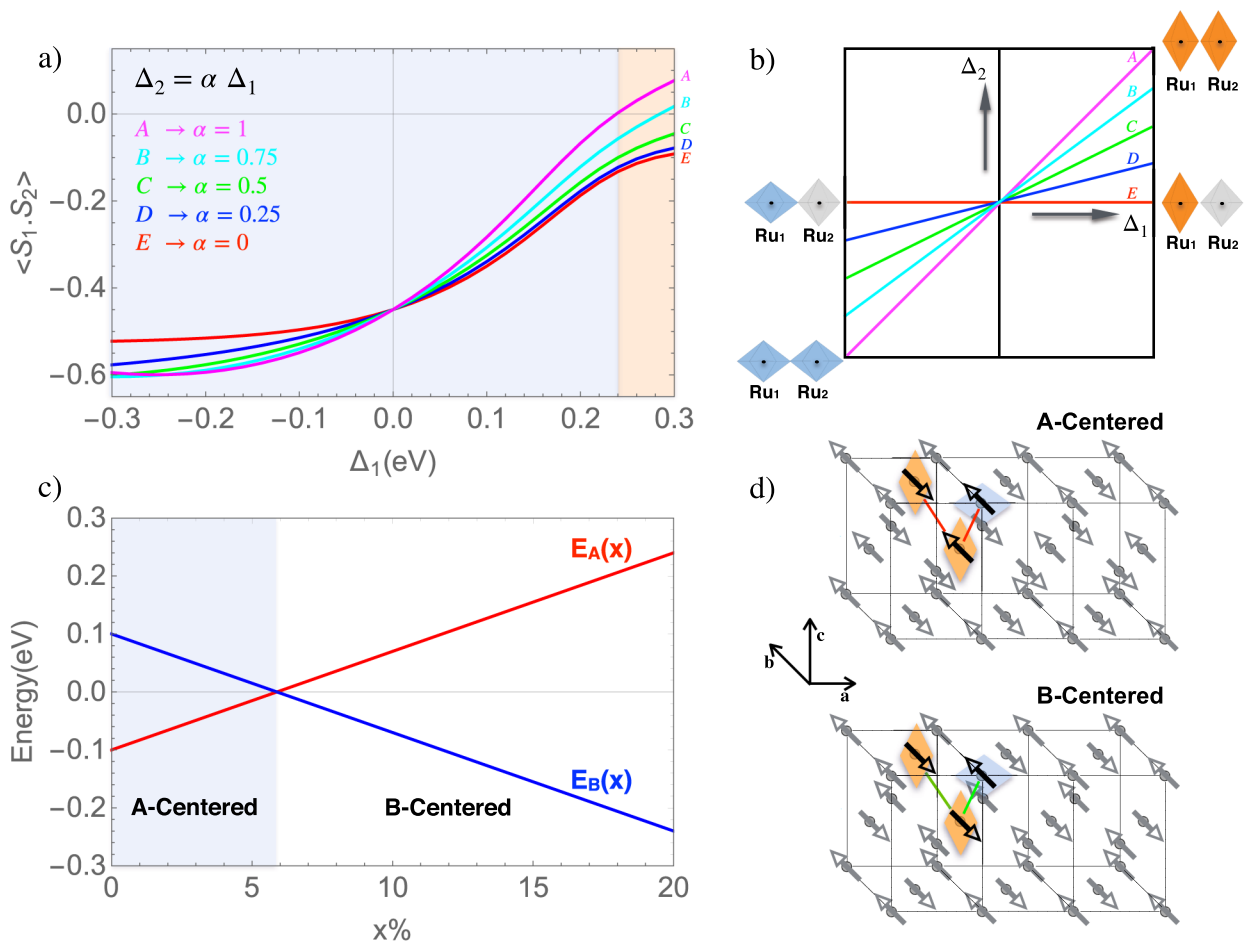 a)
Δ₂ = α Δ₁
A → α = 1
B → α = 0.75
C → α = 0.5
D → α = 0.25
E → α = 0
A
B
C
D
E
<S₁.S₂>
0.0
−0.2
−0.4
−0.6
−0.3 −0.2 −0.1 0.0 0.1 0.2 0.3
Δ₁(eV)
b)
Δ₂
Δ₁
A
B
C
D
E
Ru₁ Ru₂
Ru₁ Ru₂
Ru₁ Ru₂
Ru₁ Ru₂
c)
Energy(eV)
0.3
0.2
0.1
0.0
−0.1
−0.2
−0.3
E_A(x)
E_B(x)
A-Centered
B-Centered
0 5 10 15 20
x%
d)
A-Centered
c
b
a
B-Centered